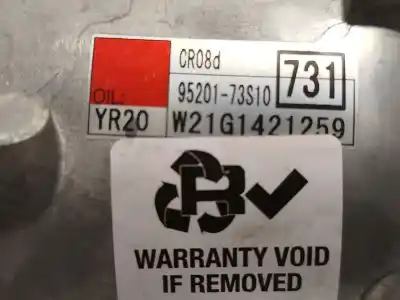 CR08d
731
OIL:
95201-73S10
YR20
W21G1421259
R
WARRANTY VOID
IF REMOVED